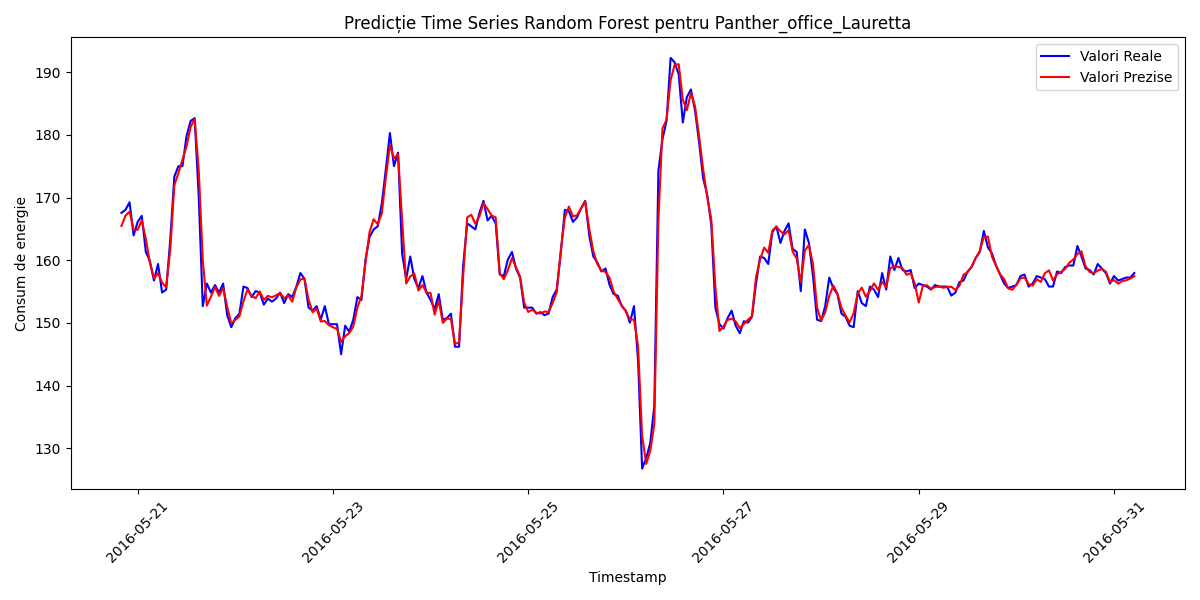 Predicție Time Series Random Forest pentru Panther_office_Lauretta
Valori Reale
Valori Prezise
Consum de energie
190
180
170
160
150
140
130
2016-05-21
2016-05-23
2016-05-25
2016-05-27
2016-05-29
2016-05-31
Timestamp